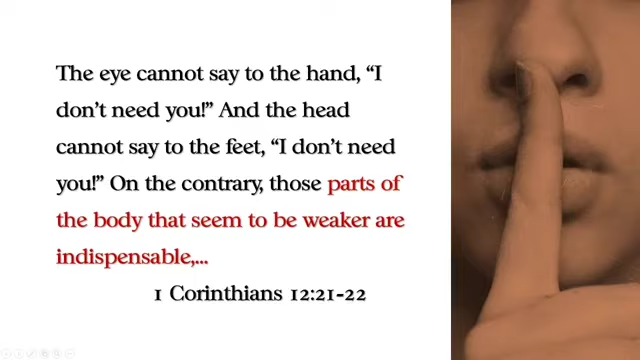 The eye cannot say to the hand, “I
don’t need you!” And the head
cannot say to the feet, “I don’t need
you!” On the contrary, those parts of
the body that seem to be weaker are
indispensable,...
1 Corinthians 12:21-22